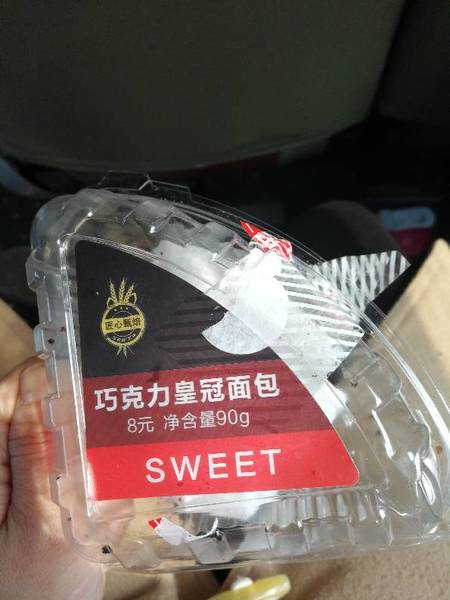 匠心甄焙
巧克力皇冠面包
8元 净含量90g
SWEET